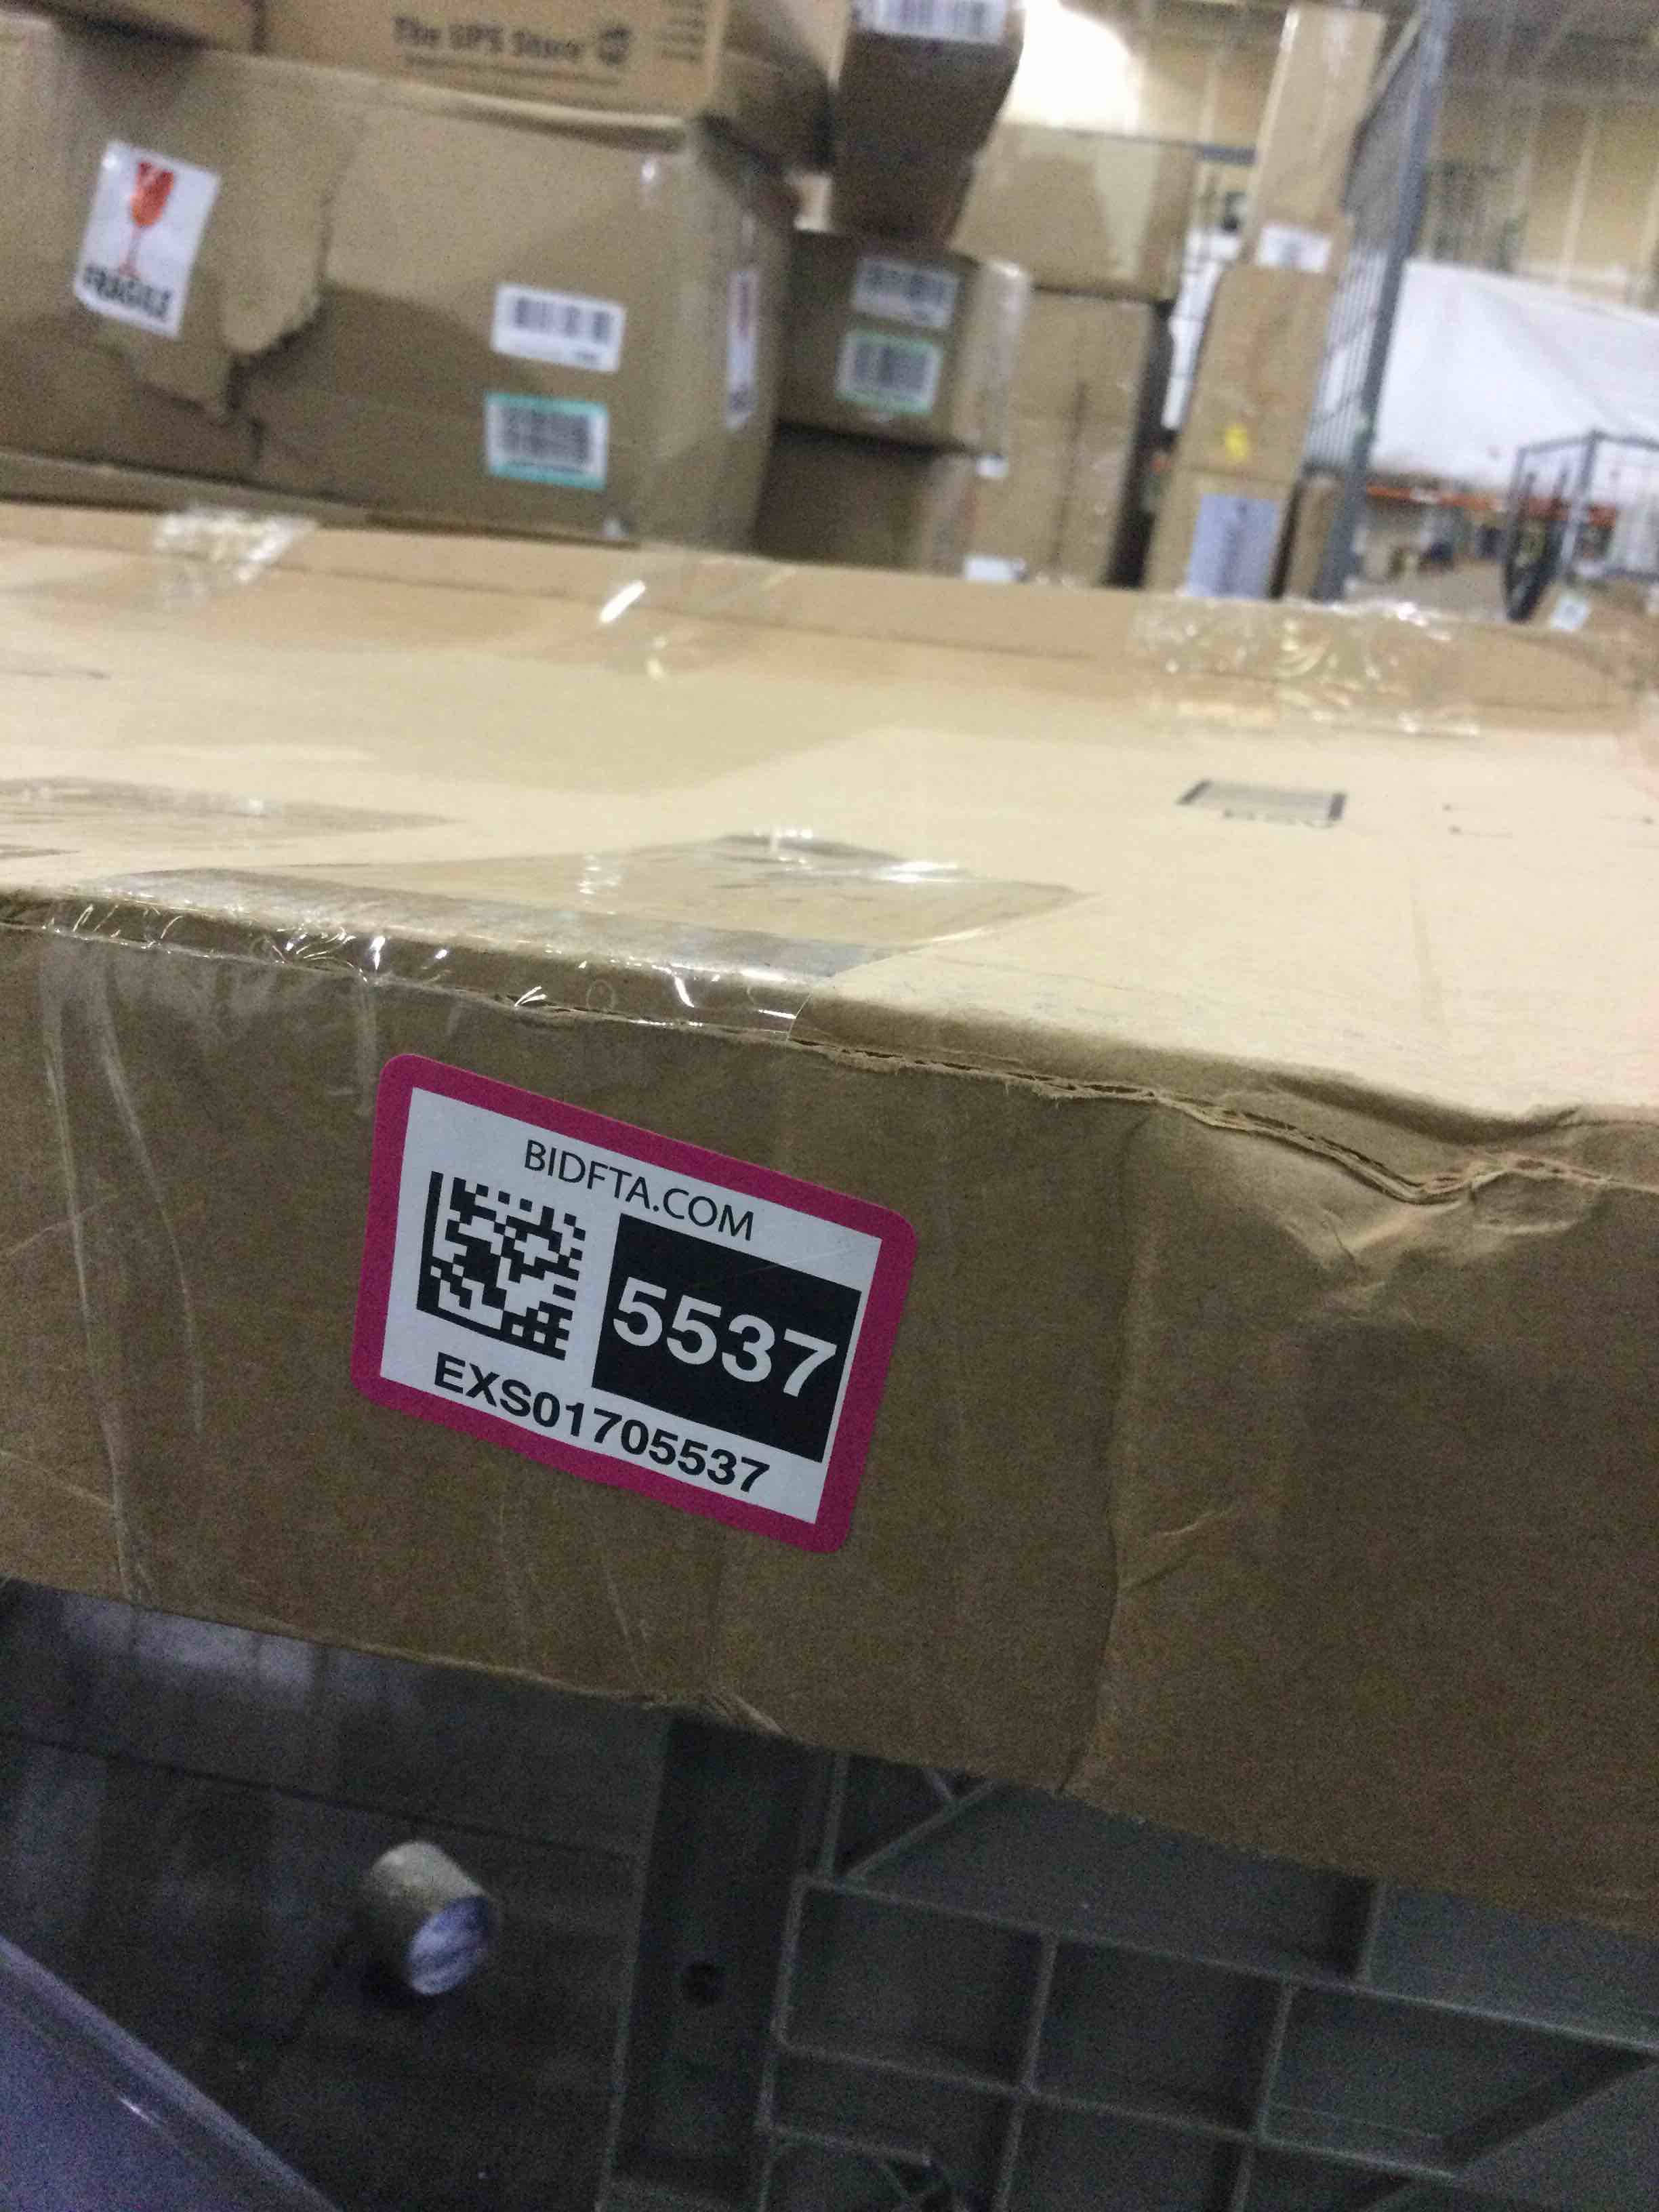 The UPS Store
FRAGILE
BIDFTA.COM
5537
EXS01705537